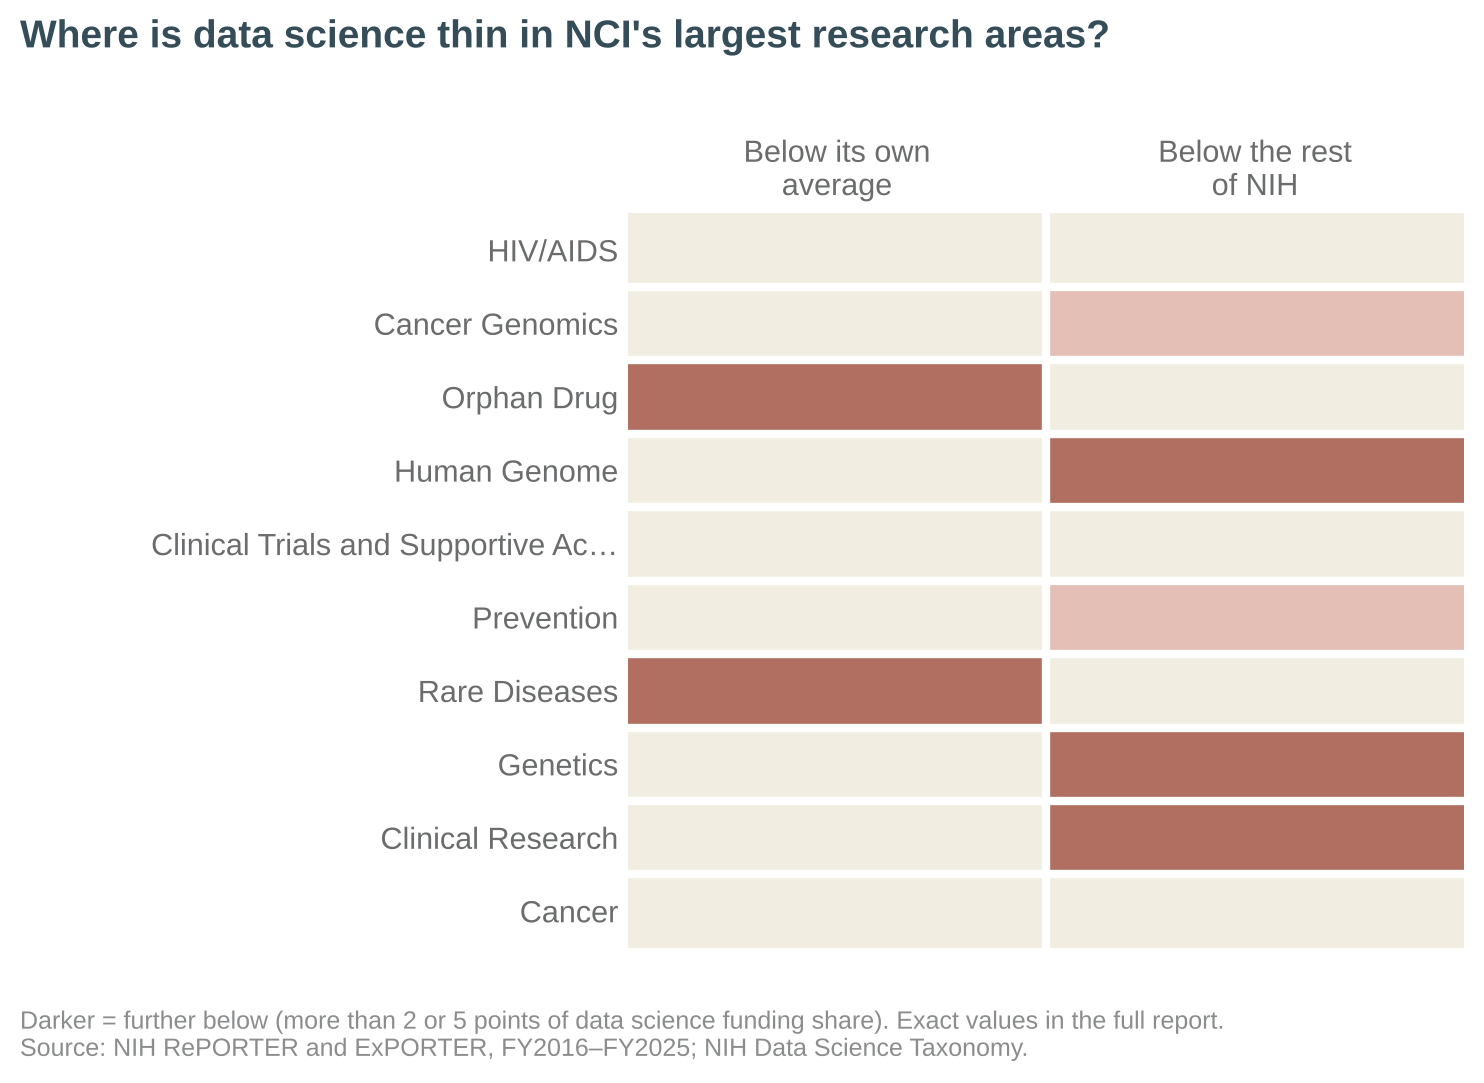 Where is data science thin in NCI's largest research areas?
Below its own
average
Below the rest
of NIH
HIV/AIDS
Cancer Genomics
Orphan Drug
Human Genome
Clinical Trials and Supportive Ac…
Prevention
Rare Diseases
Genetics
Clinical Research
Cancer
Darker = further below (more than 2 or 5 points of data science funding share). Exact values in the full report.
Source: NIH RePORTER and ExPORTER, FY2016–FY2025; NIH Data Science Taxonomy.